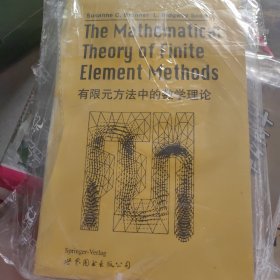 Susanne C. Brenner L. Ridgway Scott
The Mathematical
Theory of Finite
Element Methods
有限元方法中的数学理论
Springer-Verlag
世界图书出版公司